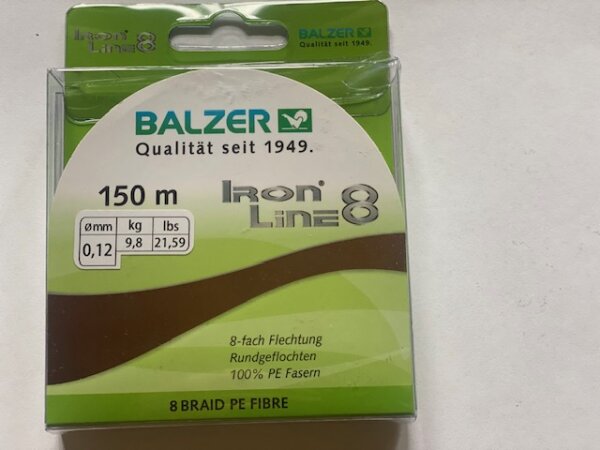 IRON LINE 8
BALZER
Qualität seit 1949.
BALZER
Qualität seit 1949.
150 m
IRON LINE 8
ømm kg lbs
0,12 9,8 21,59
8-fach Flechtung
Rundgeflochten
100% PE Fasern
8 BRAID PE FIBRE